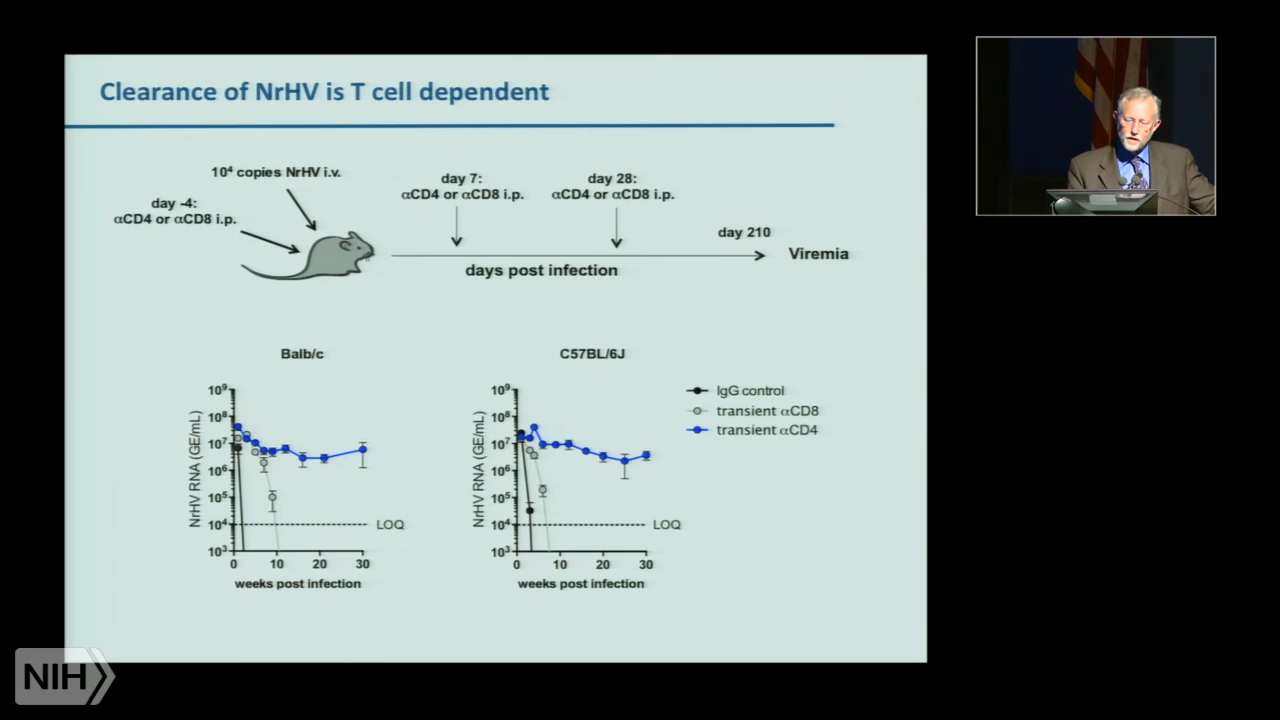 Clearance of NrHV is T cell dependent
10⁴ copies NrHV i.v.
day -4:
αCD4 or αCD8 i.p.
day 7:
αCD4 or αCD8 i.p.
day 28:
αCD4 or αCD8 i.p.
day 210
Viremia
days post infection
Balb/c
NrHV RNA (GE/mL)
10⁹
10⁸
10⁷
10⁶
10⁵
10⁴
10³
LOQ
0 10 20 30
weeks post infection
C57BL/6J
NrHV RNA (GE/mL)
10⁹
10⁸
10⁷
10⁶
10⁵
10⁴
10³
LOQ
0 10 20 30
weeks post infection
IgG control
transient αCD8
transient αCD4
NIH